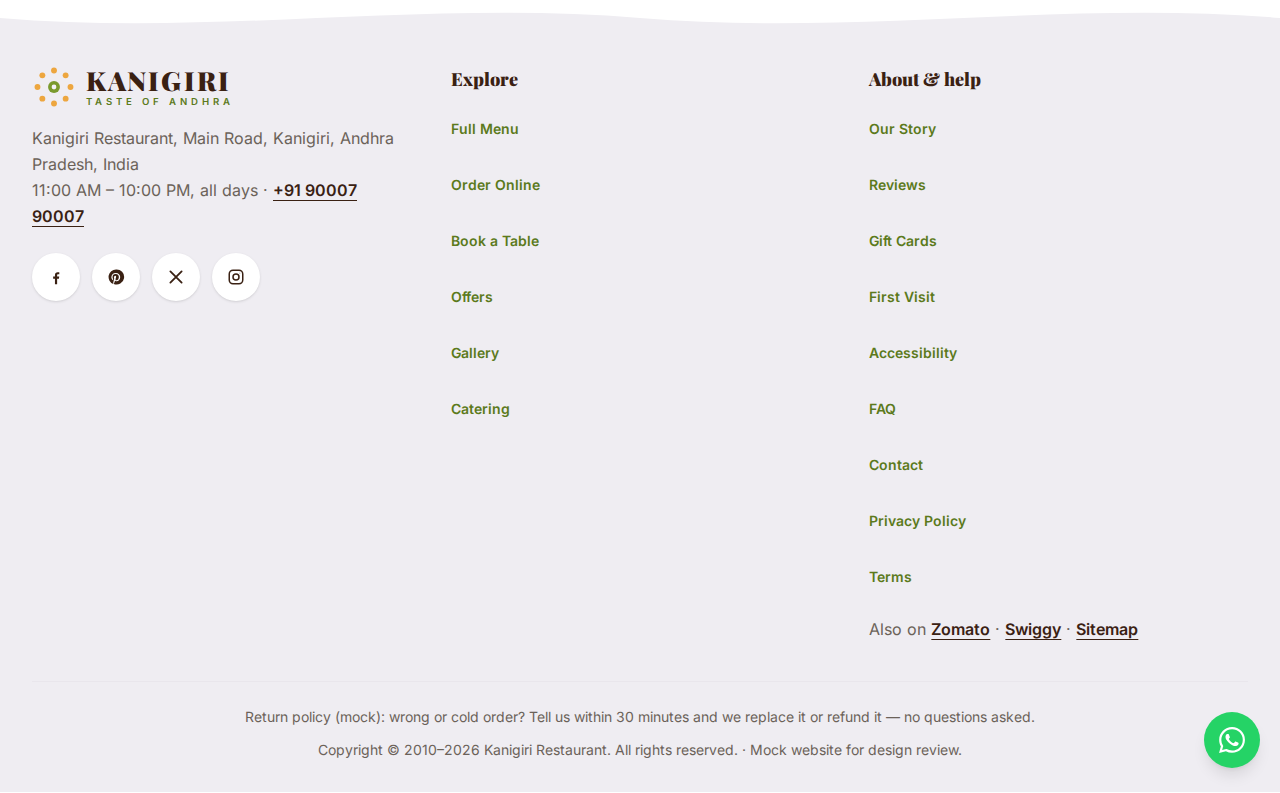 KANIGIRI
TASTE OF ANDHRA
Kanigiri Restaurant, Main Road, Kanigiri, Andhra
Pradesh, India
11:00 AM – 10:00 PM, all days · +91 90007
90007
Explore
Full Menu
Order Online
Book a Table
Offers
Gallery
Catering
About & help
Our Story
Reviews
Gift Cards
First Visit
Accessibility
FAQ
Contact
Privacy Policy
Terms
Also on Zomato · Swiggy · Sitemap
Return policy (mock): wrong or cold order? Tell us within 30 minutes and we replace it or refund it — no questions asked.
Copyright © 2010–2026 Kanigiri Restaurant. All rights reserved. · Mock website for design review.